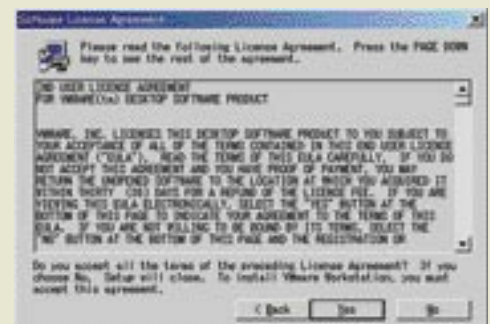 Software License Agreement
Please read the following License Agreement. Press the PAGE DOWN
key to see the rest of the agreement.
END USER LICENSE AGREEMENT
FOR VMWARE(tm) DESKTOP SOFTWARE PRODUCT
VMWARE, INC. LICENSES THIS DESKTOP SOFTWARE PRODUCT TO YOU SUBJECT TO
YOUR ACCEPTANCE OF ALL OF THE TERMS CONTAINED IN THIS END USER LICENSE
AGREEMENT ("EULA"). READ THE TERMS OF THIS EULA CAREFULLY. IF YOU DO
NOT ACCEPT THIS AGREEMENT AND YOU HAVE PROOF OF PAYMENT, YOU MAY
RETURN THE UNOPENED SOFTWARE TO THE LOCATION AT WHICH YOU ACQUIRED IT
WITHIN THIRTY (30) DAYS FOR A REFUND OF THE LICENSE FEE. IF YOU ARE
VIEWING THIS EULA ELECTRONICALLY, SELECT THE "YES" BUTTON AT THE
BOTTOM OF THIS PAGE TO INDICATE YOUR AGREEMENT TO THE TERMS OF THIS
EULA. IF YOU ARE NOT WILLING TO BE BOUND BY ITS TERMS, SELECT THE
"NO" BUTTON AT THE BOTTOM OF THIS PAGE AND THE REGISTRATION OR
Do you accept all the terms of the preceding License Agreement? If you
choose No, Setup will close. To install VMware Workstation, you must
accept this agreement.
< Back
Yes
No